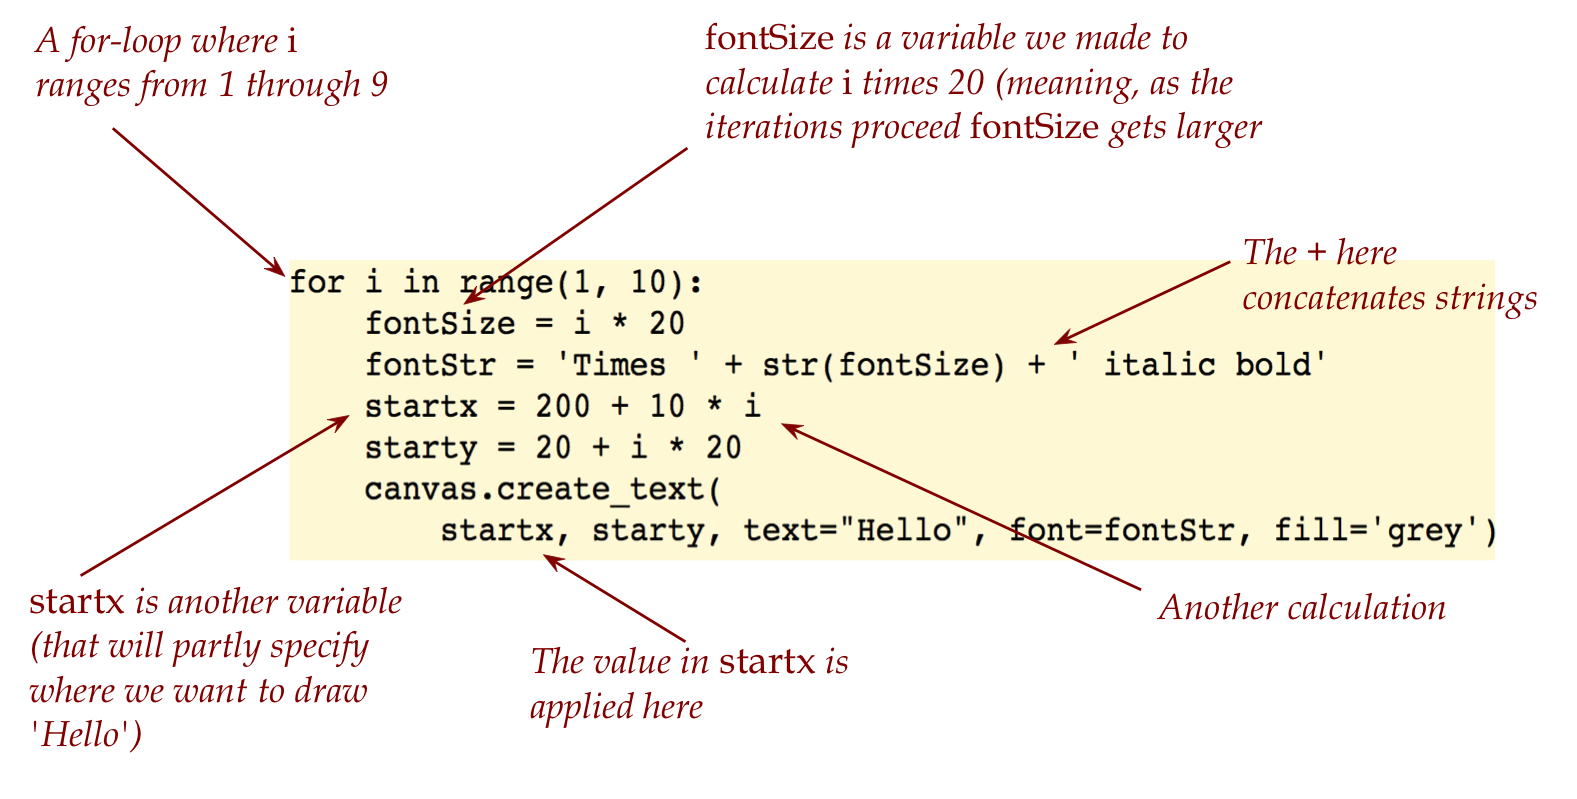 A for-loop where i
ranges from 1 through 9
fontSize is a variable we made to
calculate i times 20 (meaning, as the
iterations proceed fontSize gets larger
The + here
concatenates strings
for i in range(1, 10):
    fontSize = i * 20
    fontStr = 'Times ' + str(fontSize) + ' italic bold'
    startx = 200 + 10 * i
    starty = 20 + i * 20
    canvas.create_text(
        startx, starty, text="Hello", font=fontStr, fill='grey')
startx is another variable
(that will partly specify
where we want to draw
'Hello')
The value in startx is
applied here
Another calculation